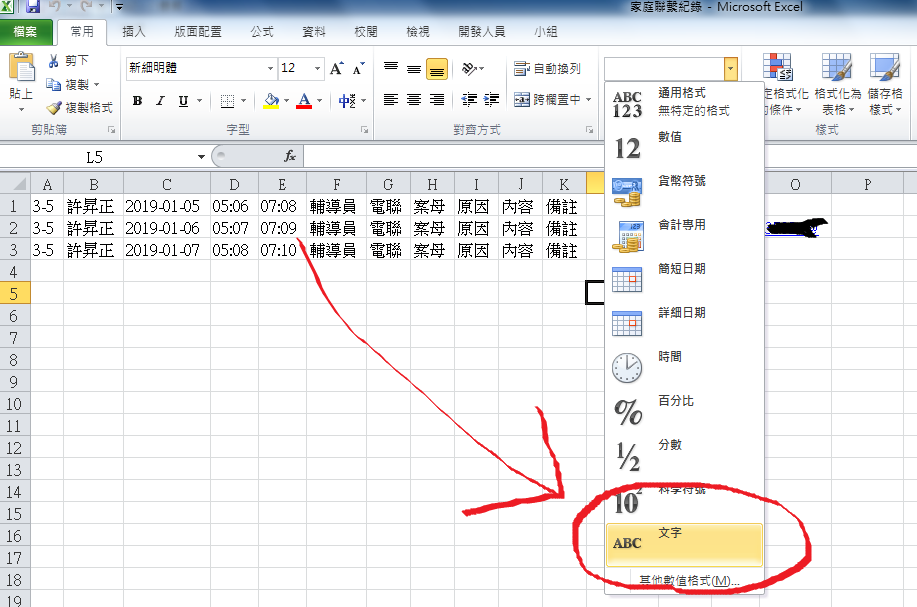 家庭聯繫紀錄 - Microsoft Excel
檔案 常用 插入 版面配置 公式 資料 校閱 檢視 開發人員 小組
貼上
剪下
複製
複製格式
剪貼簿
新細明體 12 A A
B I U A 中
字型
自動換列
跨欄置中
對齊方式
定格式化
的條件
格式化為
表格
儲存格
樣式
樣式
L5 fx
A B C D E F G H I J K O P
1 3-5 許昇正 2019-01-05 05:06 07:08 輔導員 電聯 案母 原因 內容 備註
2 3-5 許昇正 2019-01-06 05:07 07:09 輔導員 電聯 案母 原因 內容 備註
3 3-5 許昇正 2019-01-07 05:08 07:10 輔導員 電聯 案母 原因 內容 備註
4
5
6
7
8
9
10
11
12
13
14
15
16
17
18
19
ABC
123
通用格式
無特定的格式
12 數值
貨幣符號
會計專用
簡短日期
詳細日期
時間
% 百分比
½ 分數
10² 科學符號
ABC 文字
其他數值格式(M)...